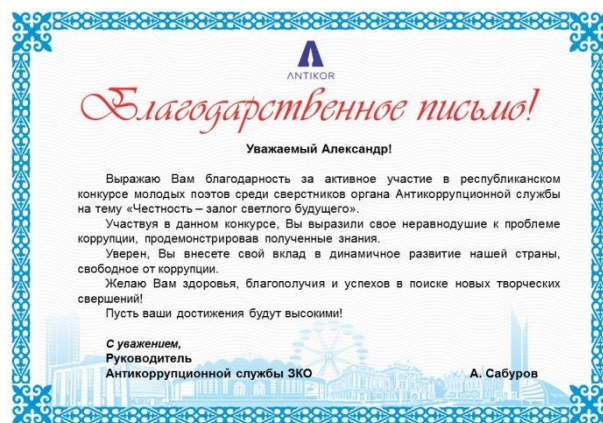 ANTIKOR
Благодарственное письмо!
Уважаемый Александр!
Выражаю Вам благодарность за активное участие в республиканском
конкурсе молодых поэтов среди сверстников органа Антикоррупционной службы
на тему «Честность – залог светлого будущего».
Участвуя в данном конкурсе, Вы выразили свое неравнодушие к проблеме
коррупции, продемонстрировав полученные знания.
Уверен, Вы внесете свой вклад в динамичное развитие нашей страны,
свободное от коррупции.
Желаю Вам здоровья, благополучия и успехов в поиске новых творческих
свершений!
Пусть ваши достижения будут высокими!
С уважением,
Руководитель
Антикоррупционной службы ЗКО А. Сабуров